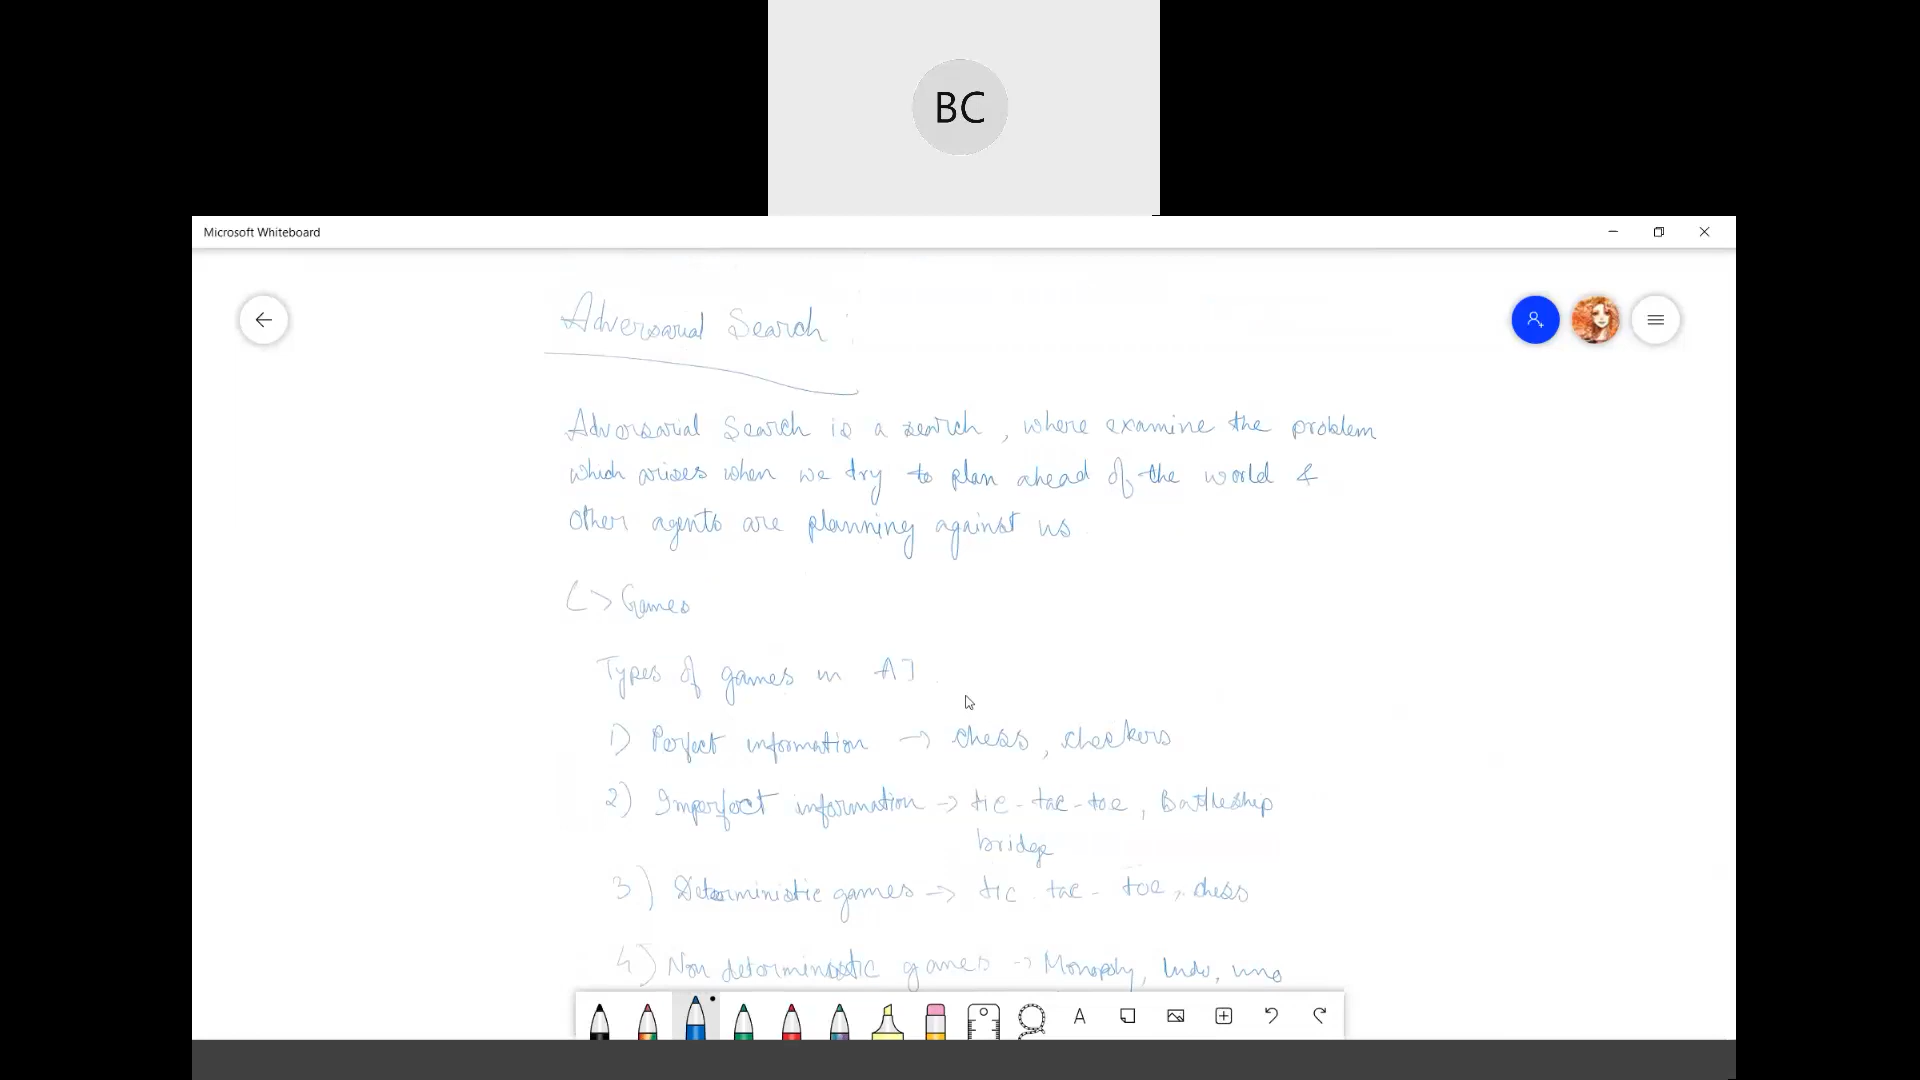 BC
Microsoft Whiteboard
Adversarial Search :
Adversarial Search is a search , where examine the problem
which arises when we try to plan ahead of the world &
other agents are planning against us
Games
Types of games in AI
1) Perfect information → chess , checkers
2) Imperfect information → tic - tac - toe , Battleship
bridge
3) Deterministic games → tic tac - toe , chess
4) Non deterministic games → Monopoly, ludo, uno
A